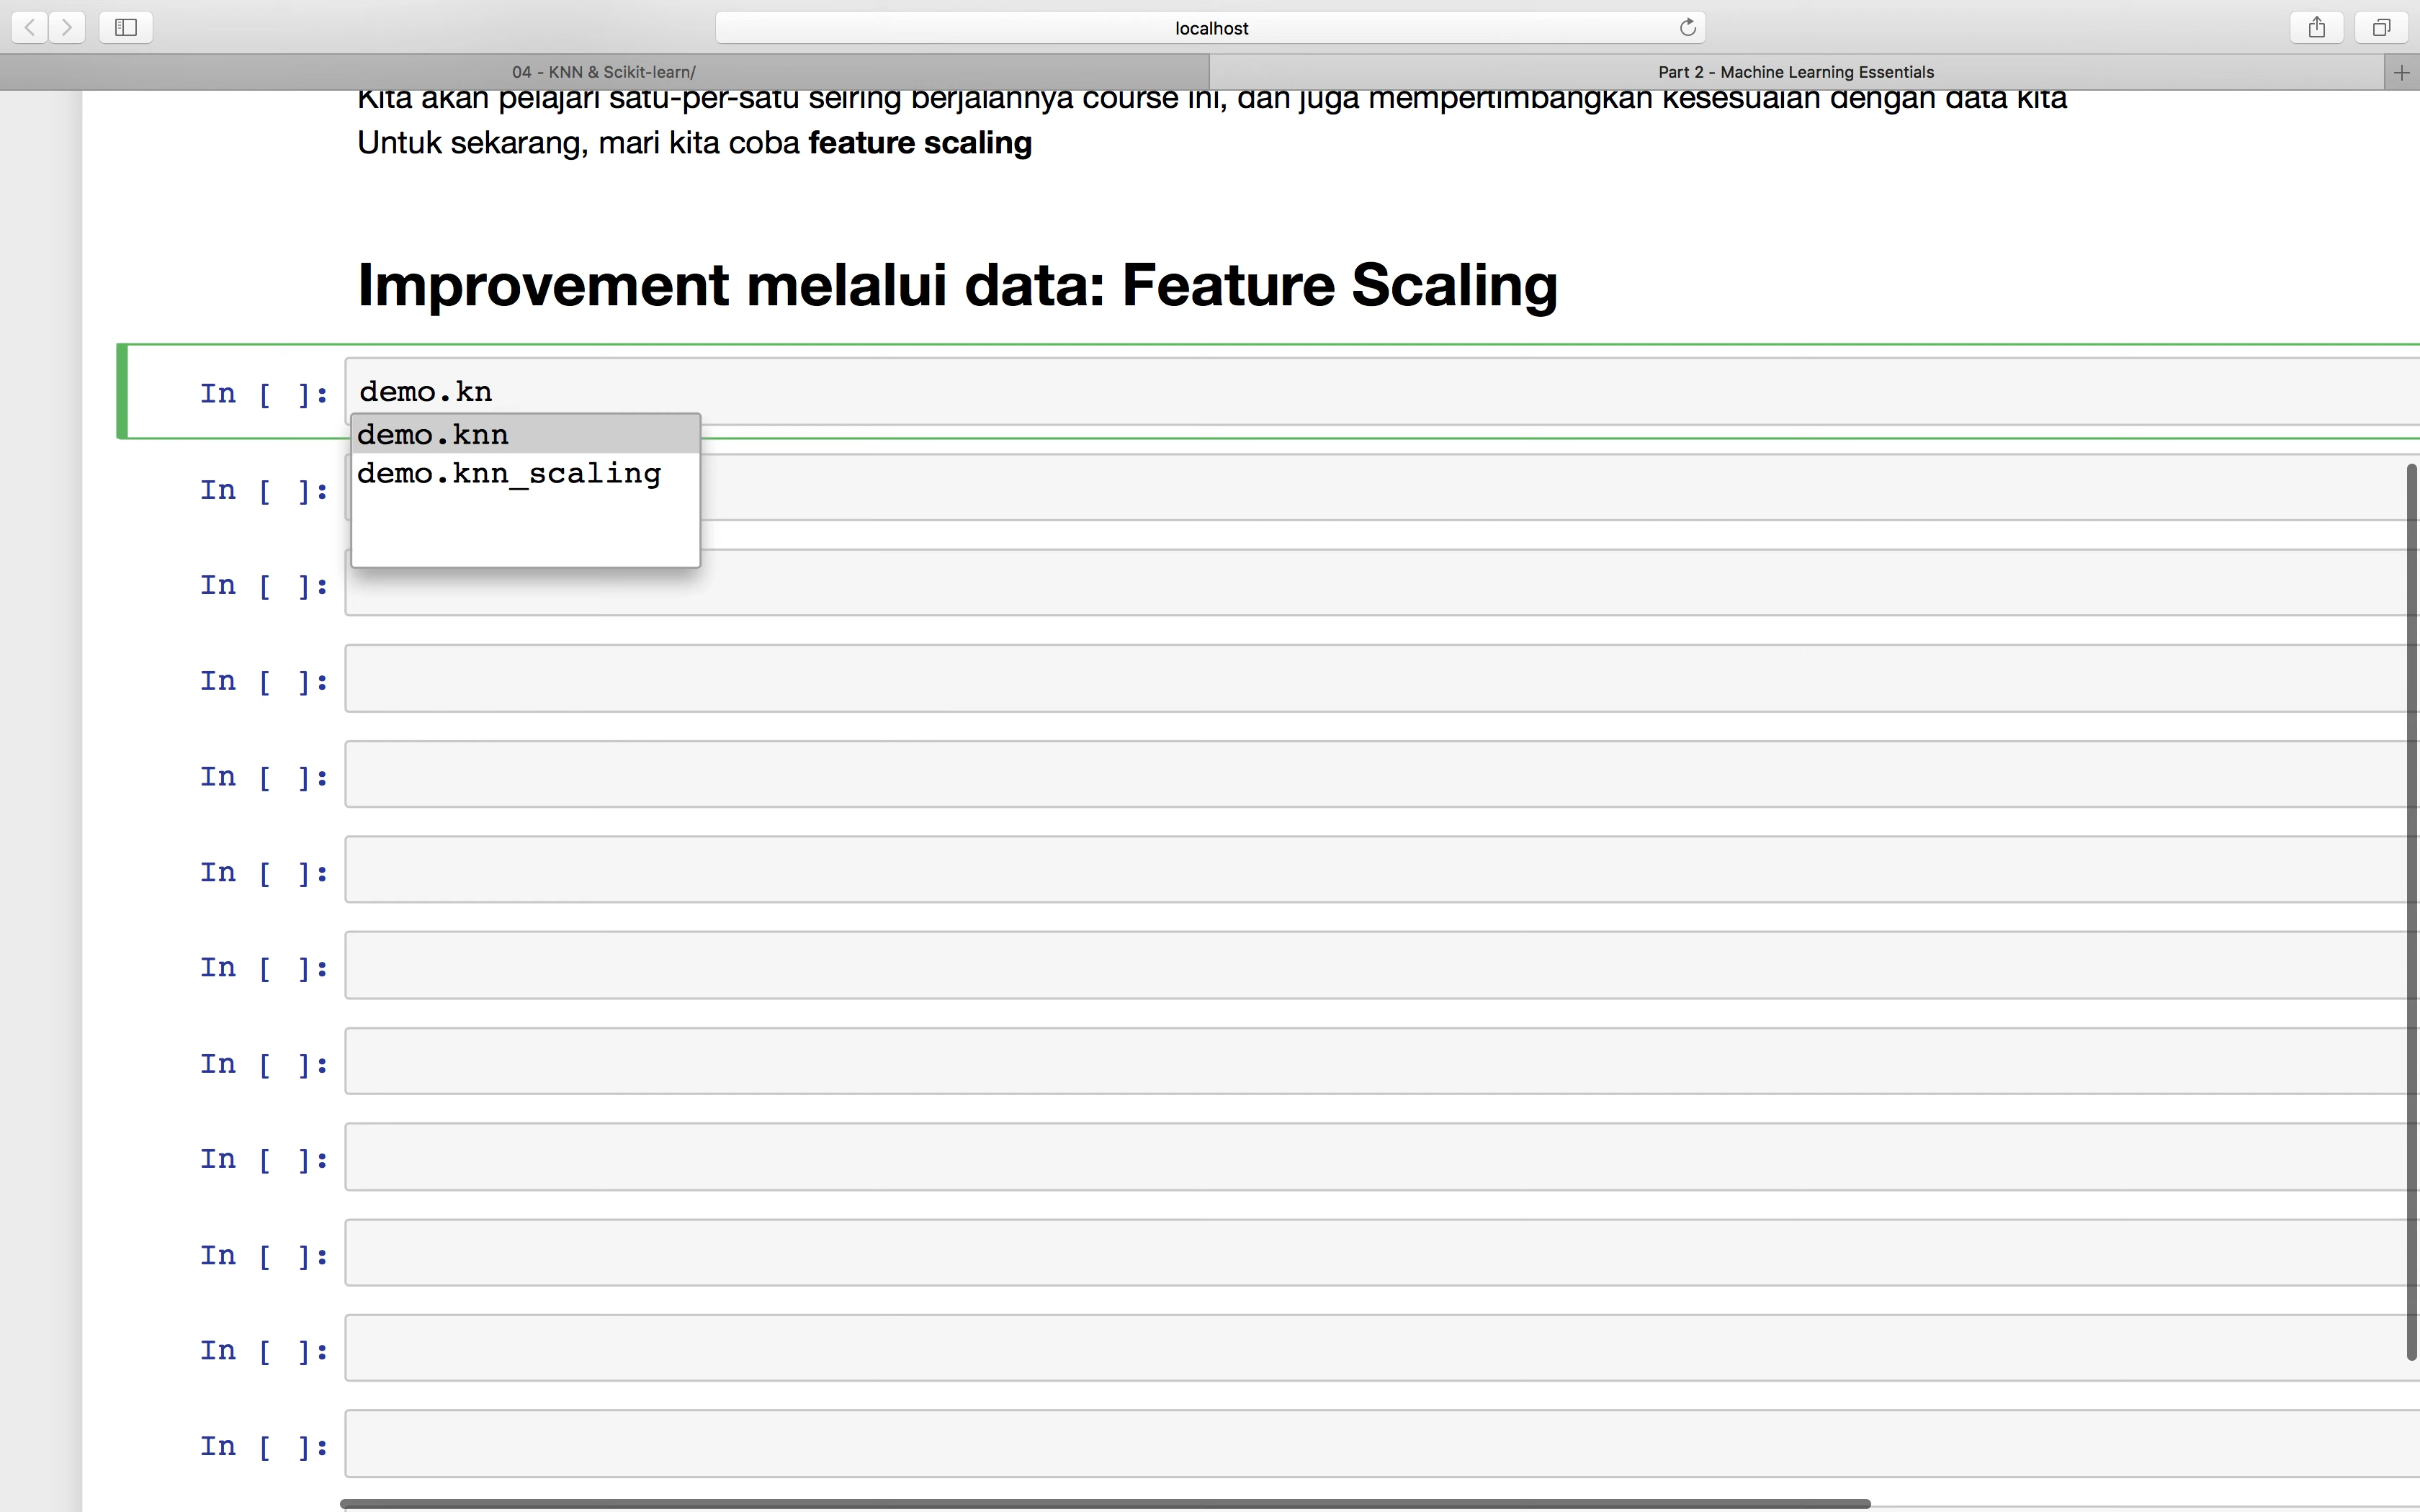 localhost
04 - KNN & Scikit-learn/
Part 2 - Machine Learning Essentials
Kita akan pelajari satu-per-satu seiring berjalannya course ini, dan juga mempertimbangkan kesesuaian dengan data kita
Untuk sekarang, mari kita coba feature scaling
Improvement melalui data: Feature Scaling
In [ ]: demo.kn
demo.knn
demo.knn_scaling
In [ ]:
In [ ]:
In [ ]:
In [ ]:
In [ ]:
In [ ]:
In [ ]:
In [ ]:
In [ ]:
In [ ]:
In [ ]: